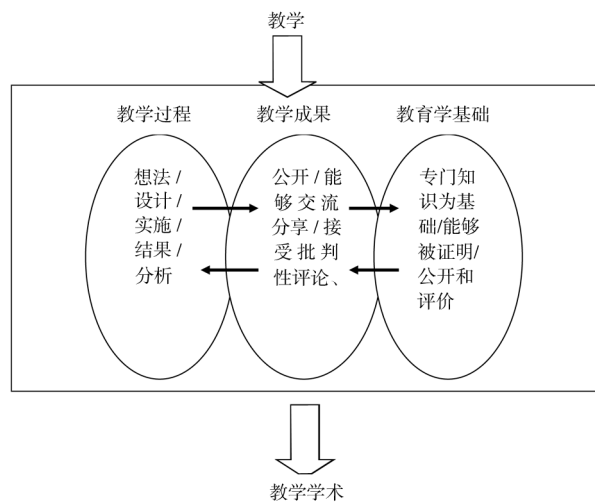 教学
教学过程
教学成果
教育学基础
想法/
设计/
实施/
结果/
分析
公开/能
够交流
分享/接
受批判
性评论、
专门知
识为基
础/能够
被证明/
公开和
评价
教学学术